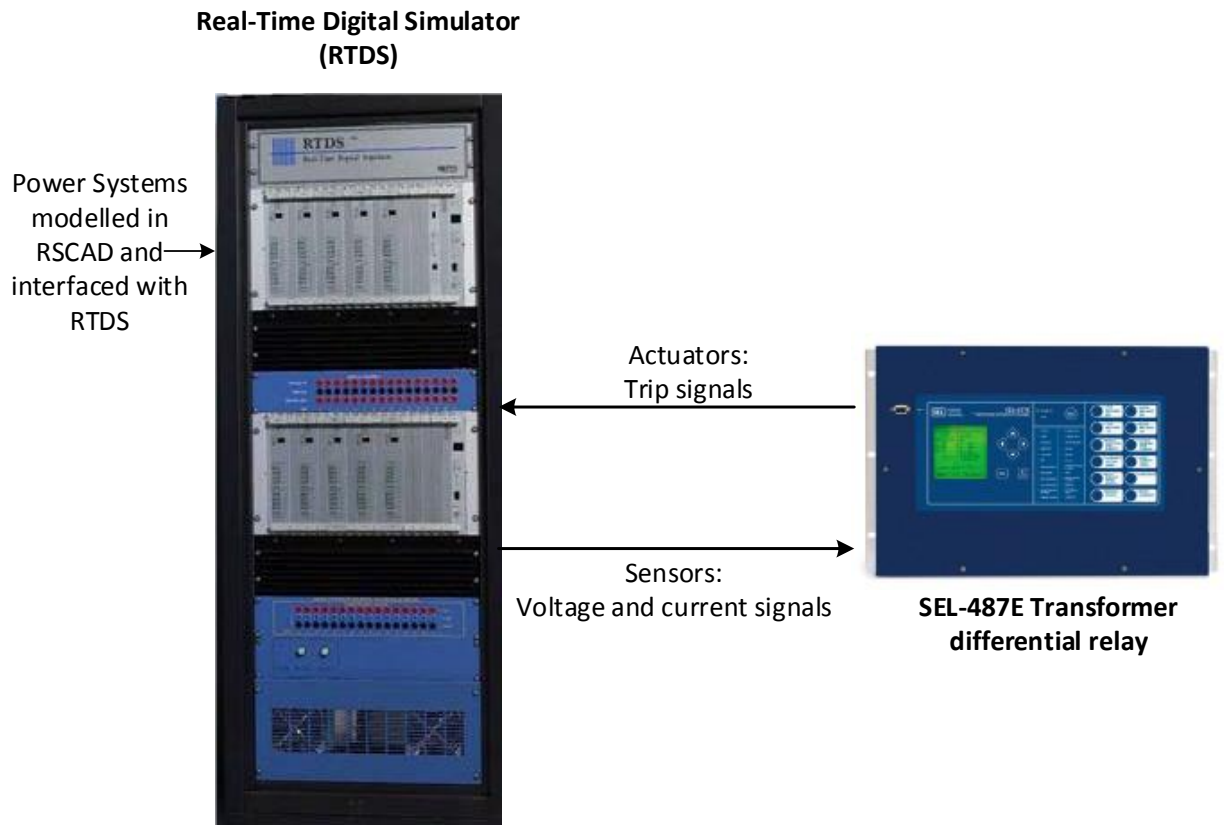 Real-Time Digital Simulator
(RTDS)
RTDS
Real-Time Digital Simulator
Power Systems
modelled in
RSCAD and
interfaced with
RTDS
Actuators:
Trip signals
Sensors:
Voltage and current signals
SEL-487E Transformer
differential relay